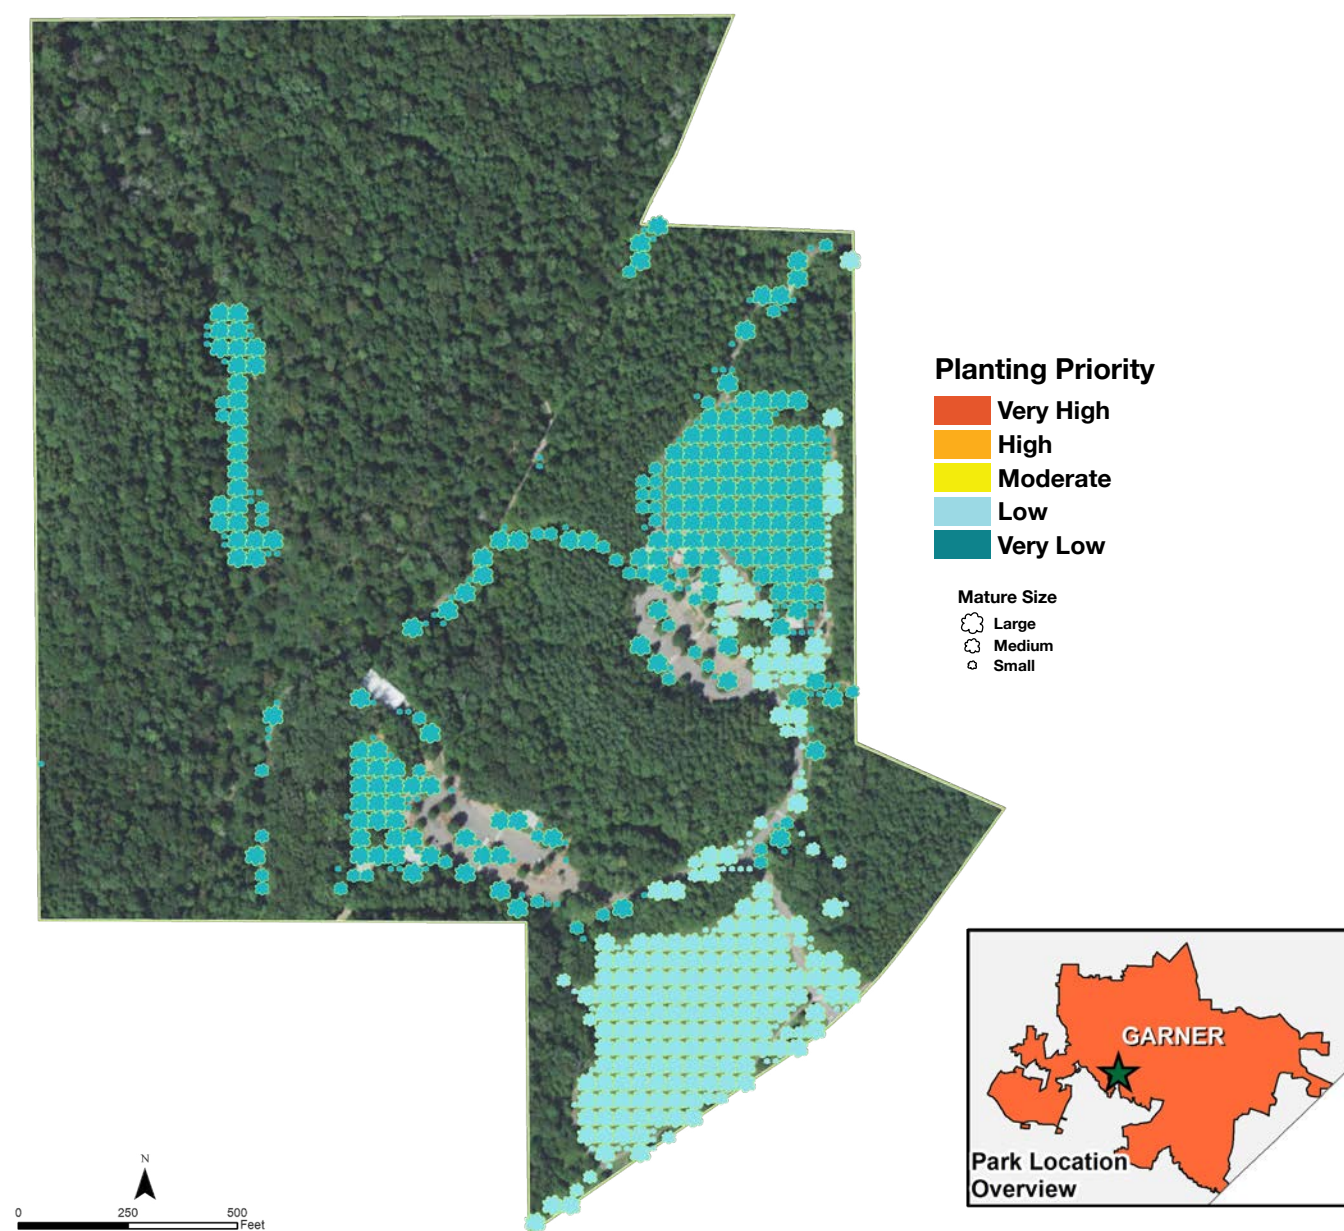 Planting Priority
Very High
High
Moderate
Low
Very Low
Mature Size
Large
Medium
Small
GARNER
Park Location
Overview
N
0 250 500
Feet